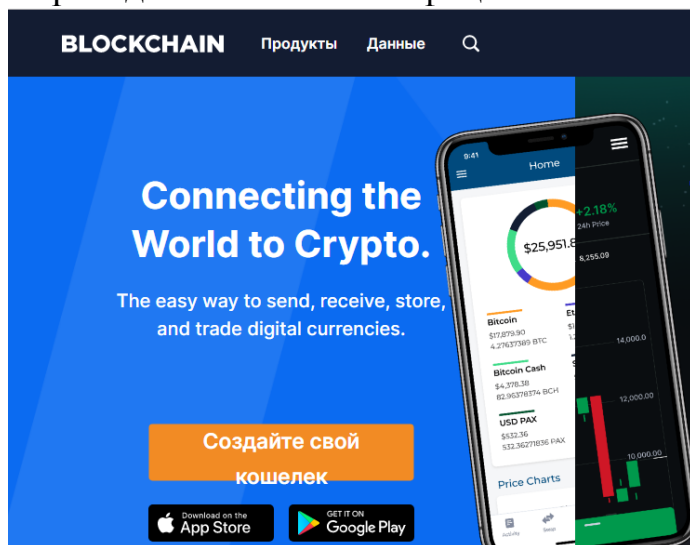 BLOCKCHAIN Продукты Данные
Connecting the
World to Crypto.
The easy way to send, receive, store,
and trade digital currencies.
Создайте свой
кошелек
Download on the
App Store
GET IT ON
Google Play
9:41
Home
$25,951.8
Bitcoin
$17,879.90
4.27637389 BTC
Bitcoin Cash
$4,378.38
82.96378374 BCH
USD PAX
$532.36
532.36271836 PAX
Price Charts
Activity
Swap
+2.18%
24h Price
8,255.09
14,000.0
12,000.00
10,000.00